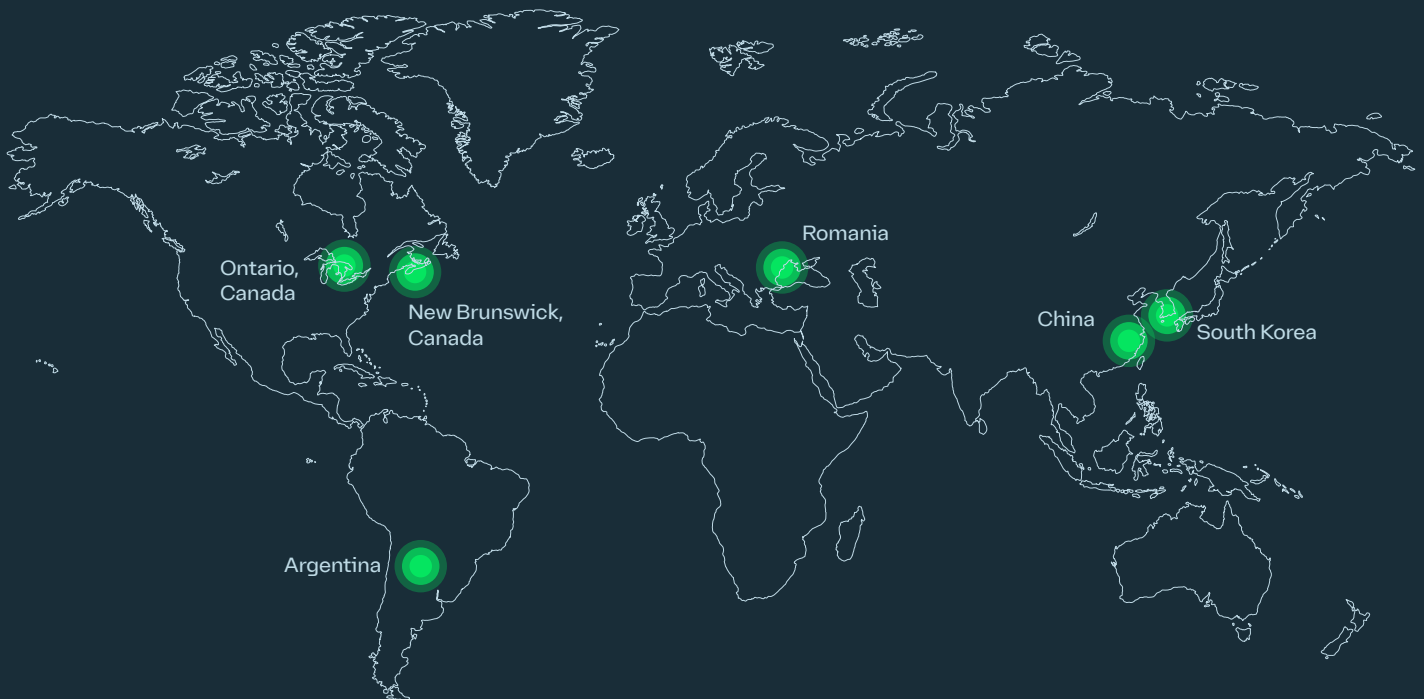 Romania
Ontario,
Canada
New Brunswick,
Canada
China
South Korea
Argentina